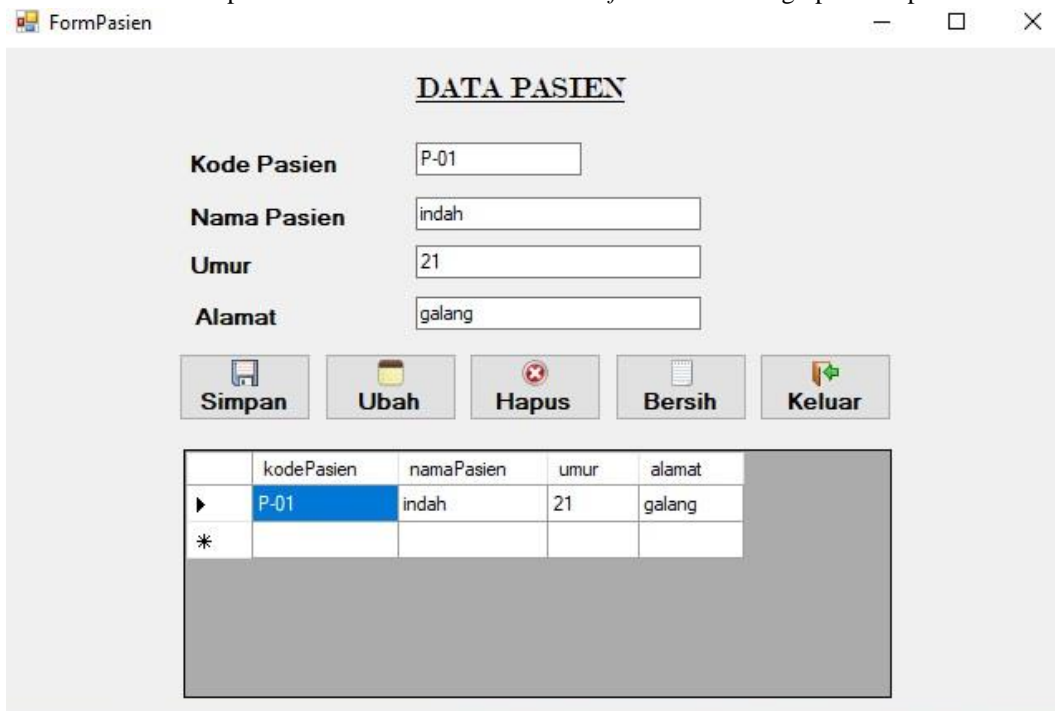 FormPasien
DATA PASIEN
Kode Pasien P-01
Nama Pasien indah
Umur 21
Alamat galang
Simpan Ubah Hapus Bersih Keluar
kodePasien namaPasien umur alamat
P-01 indah 21 galang